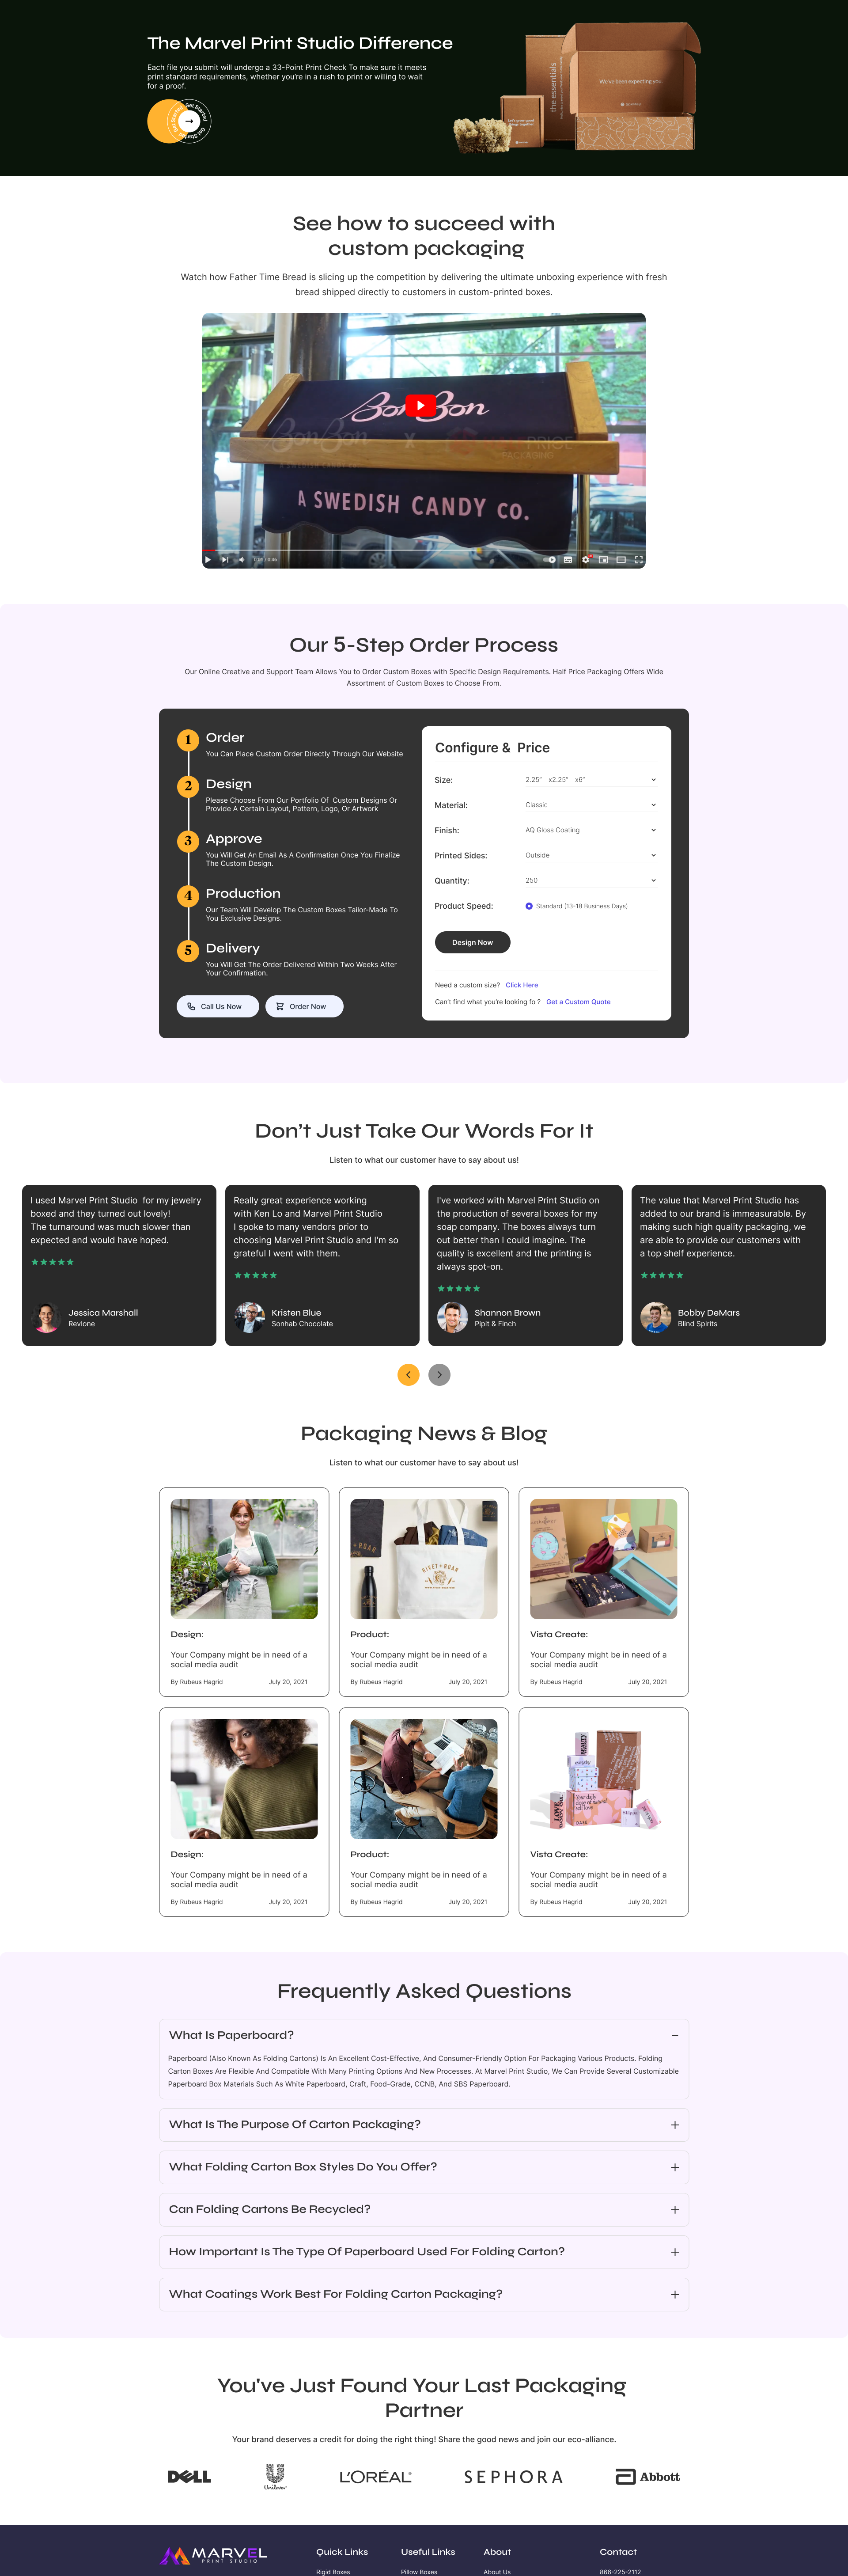 The Marvel Print Studio Difference
Each file you submit will undergo a 33-Point Print Check To make sure it meets
print standard requirements, whether you're in a rush to print or willing to wait
for a proof.
Get Started
See how to succeed with
custom packaging
Watch how Father Time Bread is slicing up the competition by delivering the ultimate unboxing experience with fresh
bread shipped directly to customers in custom-printed boxes.
BonBon
BonBon X PRICE
PACKAGING
A SWEDISH CANDY CO.
Our 5-Step Order Process
Our Online Creative and Support Team Allows You to Order Custom Boxes with Specific Design Requirements. Half Price Packaging Offers Wide
Assortment of Custom Boxes to Choose From.
1 Order
You Can Place Custom Order Directly Through Our Website
2 Design
Please Choose From Our Portfolio Of Custom Designs Or
Provide A Certain Layout, Pattern, Logo, Or Artwork
3 Approve
You Will Get An Email As A Confirmation Once You Finalize
The Custom Design.
4 Production
Our Team Will Develop The Custom Boxes Tailor-Made To
You Exclusive Designs.
5 Delivery
You Will Get The Order Delivered Within Two Weeks After
Your Confirmation.
Call Us Now
Order Now
Configure & Price
Size: 2.25" x2.25" x6"
Material: Classic
Finish: AQ Gloss Coating
Printed Sides: Outside
Quantity: 250
Product Speed: Standard (13-18 Business Days)
Design Now
Need a custom size? Click Here
Can't find what you're looking fo ? Get a Custom Quote
Don't Just Take Our Words For It
Listen to what our customer have to say about us!
I used Marvel Print Studio for my jewelry
boxed and they turned out lovely!
The turnaround was much slower than
expected and would have hoped.
Jessica Marshall
Revlone
Really great experience working
with Ken Lo and Marvel Print Studio
I spoke to many vendors prior to
choosing Marvel Print Studio and I'm so
grateful I went with them.
Kristen Blue
Sonhab Chocolate
I've worked with Marvel Print Studio on
the production of several boxes for my
soap company. The boxes always turn
out better than I could imagine. The
quality is excellent and the printing is
always spot-on.
Shannon Brown
Pipit & Finch
The value that Marvel Print Studio has
added to our brand is immeasurable. By
making such high quality packaging, we
are able to provide our customers with
a top shelf experience.
Bobby DeMars
Blind Spirits
Packaging News & Blog
Listen to what our customer have to say about us!
Design:
Your Company might be in need of a
social media audit
By Rubeus Hagrid July 20, 2021
RIVET & ROAR
Product:
Your Company might be in need of a
social media audit
By Rubeus Hagrid July 20, 2021
Vista Create:
Your Company might be in need of a
social media audit
By Rubeus Hagrid July 20, 2021
Design:
Your Company might be in need of a
social media audit
By Rubeus Hagrid July 20, 2021
Product:
Your Company might be in need of a
social media audit
By Rubeus Hagrid July 20, 2021
Vista Create:
Your Company might be in need of a
social media audit
By Rubeus Hagrid July 20, 2021
Frequently Asked Questions
What Is Paperboard?
Paperboard (Also Known As Folding Cartons) Is An Excellent Cost-Effective, And Consumer-Friendly Option For Packaging Various Products. Folding
Carton Boxes Are Flexible And Compatible With Many Printing Options And New Processes. At Marvel Print Studio, We Can Provide Several Customizable
Paperboard Box Materials Such As White Paperboard, Craft, Food-Grade, CCNB, And SBS Paperboard.
What Is The Purpose Of Carton Packaging?
What Folding Carton Box Styles Do You Offer?
Can Folding Cartons Be Recycled?
How Important Is The Type Of Paperboard Used For Folding Carton?
What Coatings Work Best For Folding Carton Packaging?
You've Just Found Your Last Packaging
Partner
Your brand deserves a credit for doing the right thing! Share the good news and join our eco-alliance.
DELL
Unilever
L'ORÉAL
SEPHORA
Abbott
MARVEL
PRINT STUDIO
Quick Links
Useful Links
About
Contact
Rigid Boxes
Pillow Boxes
About Us
866-225-2112